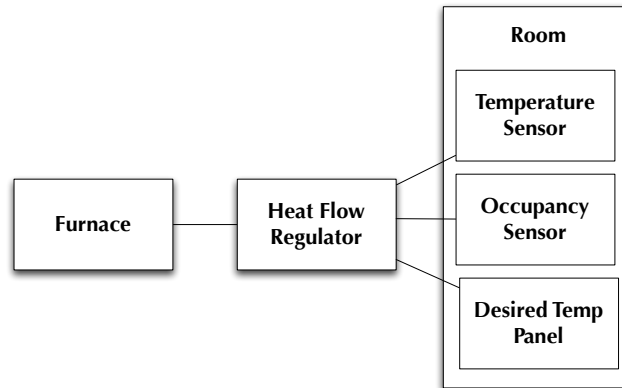 Room
Temperature
Sensor
Furnace
Heat Flow
Regulator
Occupancy
Sensor
Desired Temp
Panel